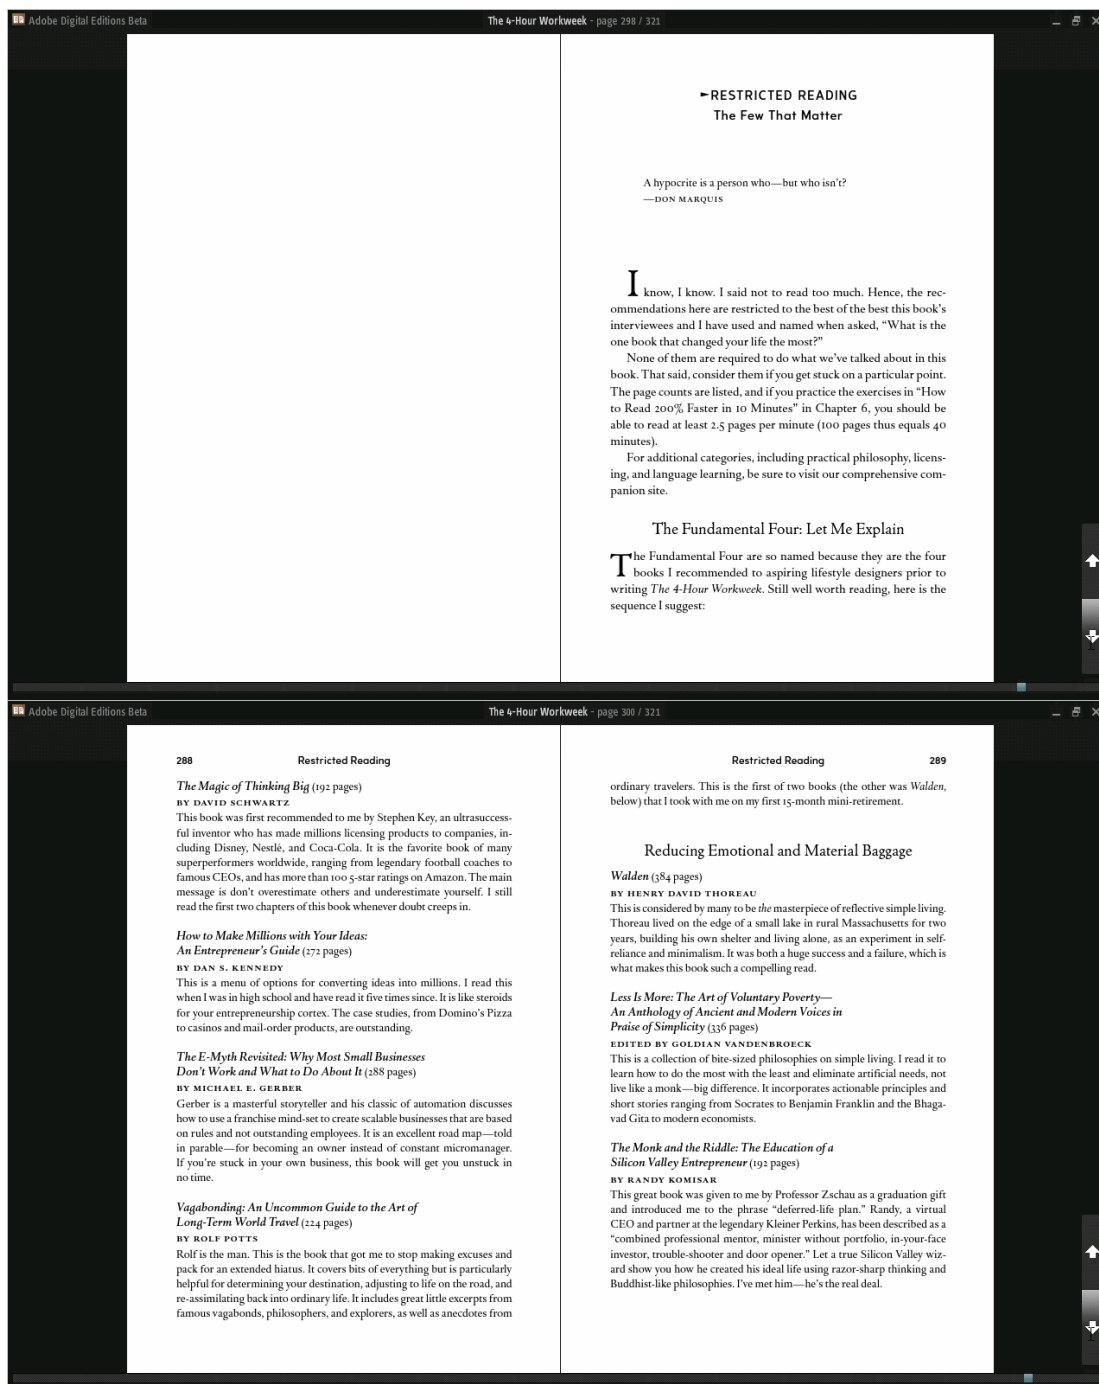 Adobe Digital Editions Beta
The 4-Hour Workweek - page 298 / 321
►RESTRICTED READING
The Few That Matter
A hypocrite is a person who—but who isn't?
—DON MARQUIS
I know, I know. I said not to read too much. Hence, the rec-
ommendations here are restricted to the best of the best this book's
interviewees and I have used and named when asked, “What is the
one book that changed your life the most?”
None of them are required to do what we've talked about in this
book. That said, consider them if you get stuck on a particular point.
The page counts are listed, and if you practice the exercises in “How
to Read 200% Faster in 10 Minutes” in Chapter 6, you should be
able to read at least 2.5 pages per minute (100 pages thus equals 40
minutes).
For additional categories, including practical philosophy, licens-
ing, and language learning, be sure to visit our comprehensive com-
panion site.
The Fundamental Four: Let Me Explain
The Fundamental Four are so named because they are the four
books I recommended to aspiring lifestyle designers prior to
writing The 4-Hour Workweek. Still well worth reading, here is the
sequence I suggest:
Adobe Digital Editions Beta
The 4-Hour Workweek - page 300 / 321
288 Restricted Reading
The Magic of Thinking Big (192 pages)
BY DAVID SCHWARTZ
This book was first recommended to me by Stephen Key, an ultrasuccess-
ful inventor who has made millions licensing products to companies, in-
cluding Disney, Nestlé, and Coca-Cola. It is the favorite book of many
superperformers worldwide, ranging from legendary football coaches to
famous CEOs, and has more than 100 5-star ratings on Amazon. The main
message is don't overestimate others and underestimate yourself. I still
read the first two chapters of this book whenever doubt creeps in.
How to Make Millions with Your Ideas:
An Entrepreneur's Guide (272 pages)
BY DAN S. KENNEDY
This is a menu of options for converting ideas into millions. I read this
when I was in high school and have read it five times since. It is like steroids
for your entrepreneurship cortex. The case studies, from Domino's Pizza
to casinos and mail-order products, are outstanding.
The E-Myth Revisited: Why Most Small Businesses
Don't Work and What to Do About It (288 pages)
BY MICHAEL E. GERBER
Gerber is a masterful storyteller and his classic of automation discusses
how to use a franchise mind-set to create scalable businesses that are based
on rules and not outstanding employees. It is an excellent road map—told
in parable—for becoming an owner instead of constant micromanager.
If you're stuck in your own business, this book will get you unstuck in
no time.
Vagabonding: An Uncommon Guide to the Art of
Long-Term World Travel (224 pages)
BY ROLF POTTS
Rolf is the man. This is the book that got me to stop making excuses and
pack for an extended hiatus. It covers bits of everything but is particularly
helpful for determining your destination, adjusting to life on the road, and
re-assimilating back into ordinary life. It includes great little excerpts from
famous vagabonds, philosophers, and explorers, as well as anecdotes from
Restricted Reading 289
ordinary travelers. This is the first of two books (the other was Walden,
below) that I took with me on my first 15-month mini-retirement.
Reducing Emotional and Material Baggage
Walden (384 pages)
BY HENRY DAVID THOREAU
This is considered by many to be the masterpiece of reflective simple living.
Thoreau lived on the edge of a small lake in rural Massachusetts for two
years, building his own shelter and living alone, as an experiment in self-
reliance and minimalism. It was both a huge success and a failure, which is
what makes this book such a compelling read.
Less Is More: The Art of Voluntary Poverty—
An Anthology of Ancient and Modern Voices in
Praise of Simplicity (336 pages)
EDITED BY GOLDIAN VANDENBROECK
This is a collection of bite-sized philosophies on simple living. I read it to
learn how to do the most with the least and eliminate artificial needs, not
live like a monk—big difference. It incorporates actionable principles and
short stories ranging from Socrates to Benjamin Franklin and the Bhaga-
vad Gita to modern economists.
The Monk and the Riddle: The Education of a
Silicon Valley Entrepreneur (192 pages)
BY RANDY KOMISAR
This great book was given to me by Professor Zschau as a graduation gift
and introduced me to the phrase “deferred-life plan.” Randy, a virtual
CEO and partner at the legendary Kleiner Perkins, has been described as a
“combined professional mentor, minister without portfolio, in-your-face
investor, trouble-shooter and door opener.” Let a true Silicon Valley wiz-
ard show you how he created his ideal life using razor-sharp thinking and
Buddhist-like philosophies. I've met him—he's the real deal.